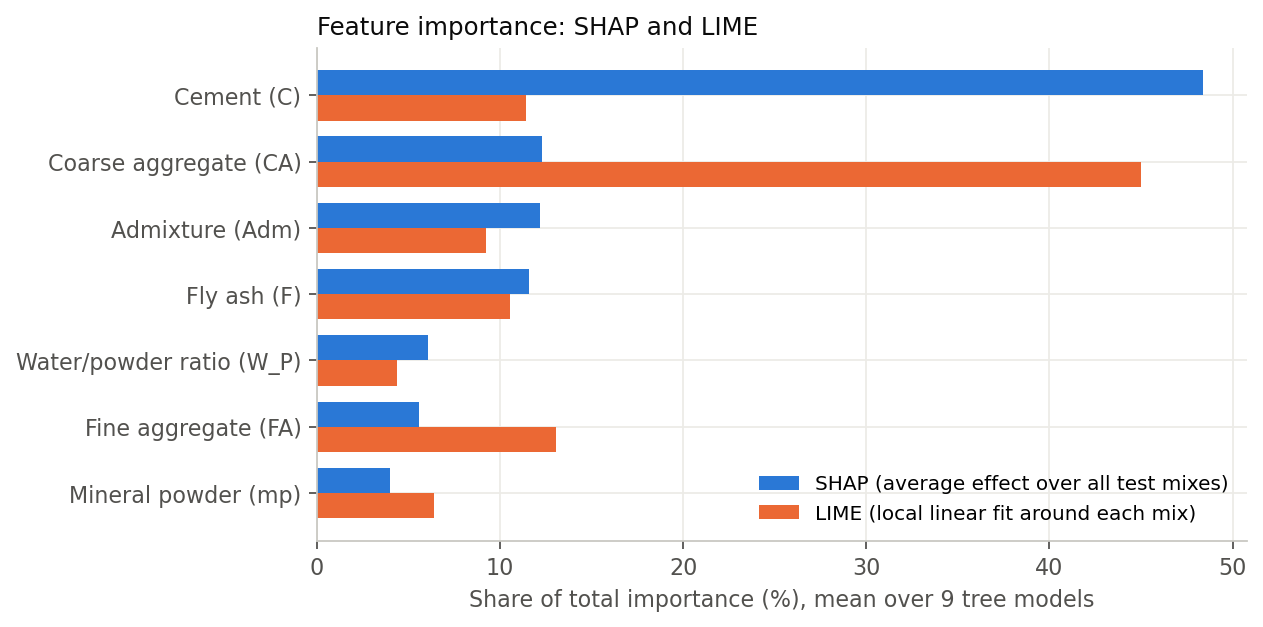 Feature importance: SHAP and LIME
Cement (C)
Coarse aggregate (CA)
Admixture (Adm)
Fly ash (F)
Water/powder ratio (W_P)
Fine aggregate (FA)
Mineral powder (mp)
SHAP (average effect over all test mixes)
LIME (local linear fit around each mix)
0 10 20 30 40 50
Share of total importance (%), mean over 9 tree models